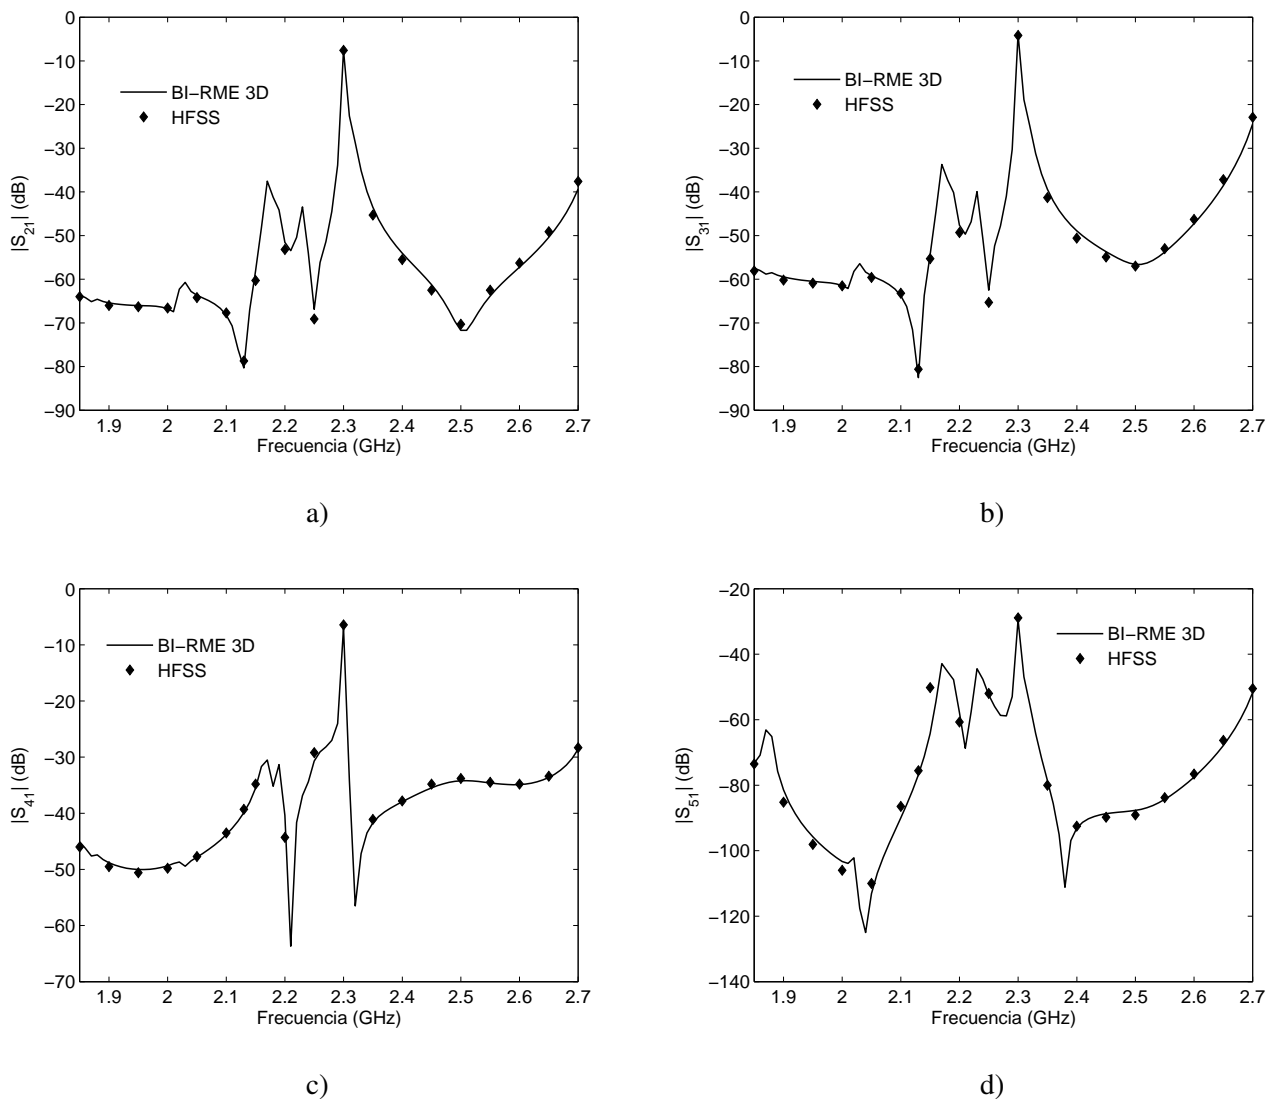 0
−10
−20
−30
−40
−50
−60
−70
−80
−90
|S21| (dB)
BI−RME 3D
HFSS
1.9 2 2.1 2.2 2.3 2.4 2.5 2.6 2.7
Frecuencia (GHz)
a)
0
−10
−20
−30
−40
−50
−60
−70
−80
−90
|S31| (dB)
BI−RME 3D
HFSS
1.9 2 2.1 2.2 2.3 2.4 2.5 2.6 2.7
Frecuencia (GHz)
b)
0
−10
−20
−30
−40
−50
−60
−70
|S41| (dB)
BI−RME 3D
HFSS
1.9 2 2.1 2.2 2.3 2.4 2.5 2.6 2.7
Frecuencia (GHz)
c)
−20
−40
−60
−80
−100
−120
−140
|S51| (dB)
BI−RME 3D
HFSS
1.9 2 2.1 2.2 2.3 2.4 2.5 2.6 2.7
Frecuencia (GHz)
d)